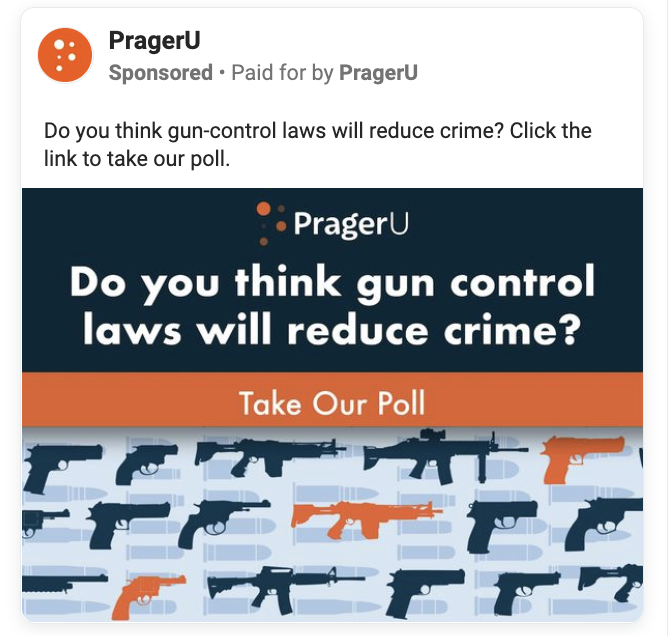 PragerU
Sponsored • Paid for by PragerU
Do you think gun-control laws will reduce crime? Click the
link to take our poll.
PragerU
Do you think gun control
laws will reduce crime?
Take Our Poll